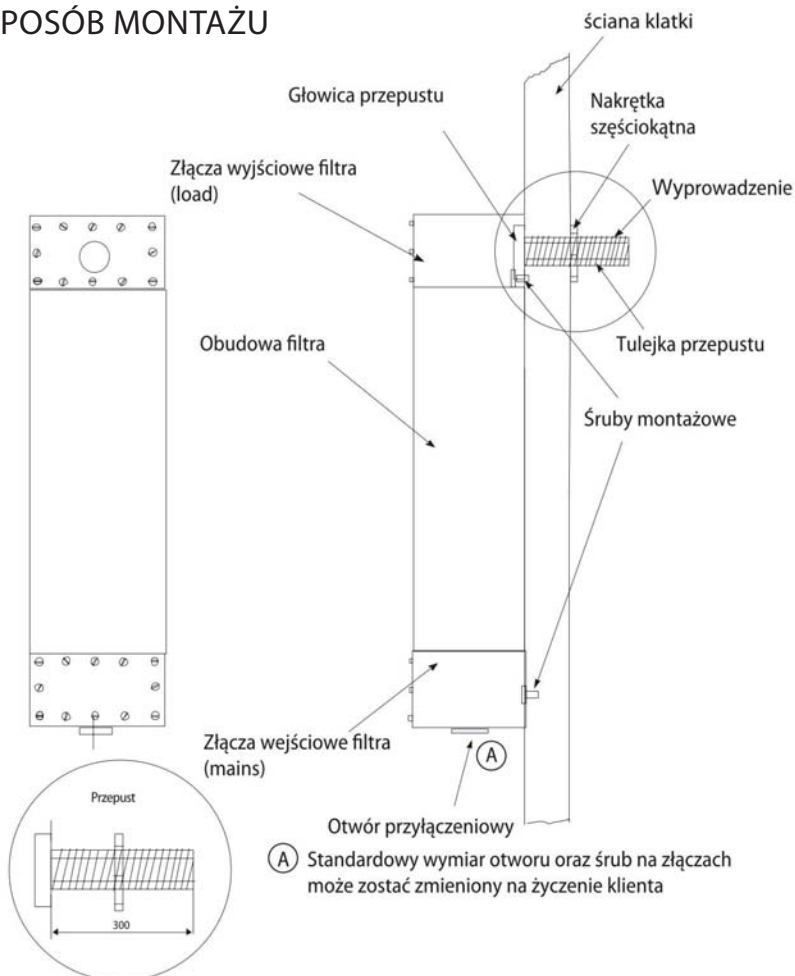 POSÓB MONTAŻU
ściana klatki
Głowica przepustu
Nakrętka
szęściokątna
Złącza wyjściowe filtra
(load)
Wyprowadzenie
Obudowa filtra
Tulejka przepustu
Śruby montażowe
Złącza wejściowe filtra
(mains)
A
Przepust
300
Otwór przyłączeniowy
A Standardowy wymiar otworu oraz śrub na złączach
może zostać zmieniony na życzenie klienta